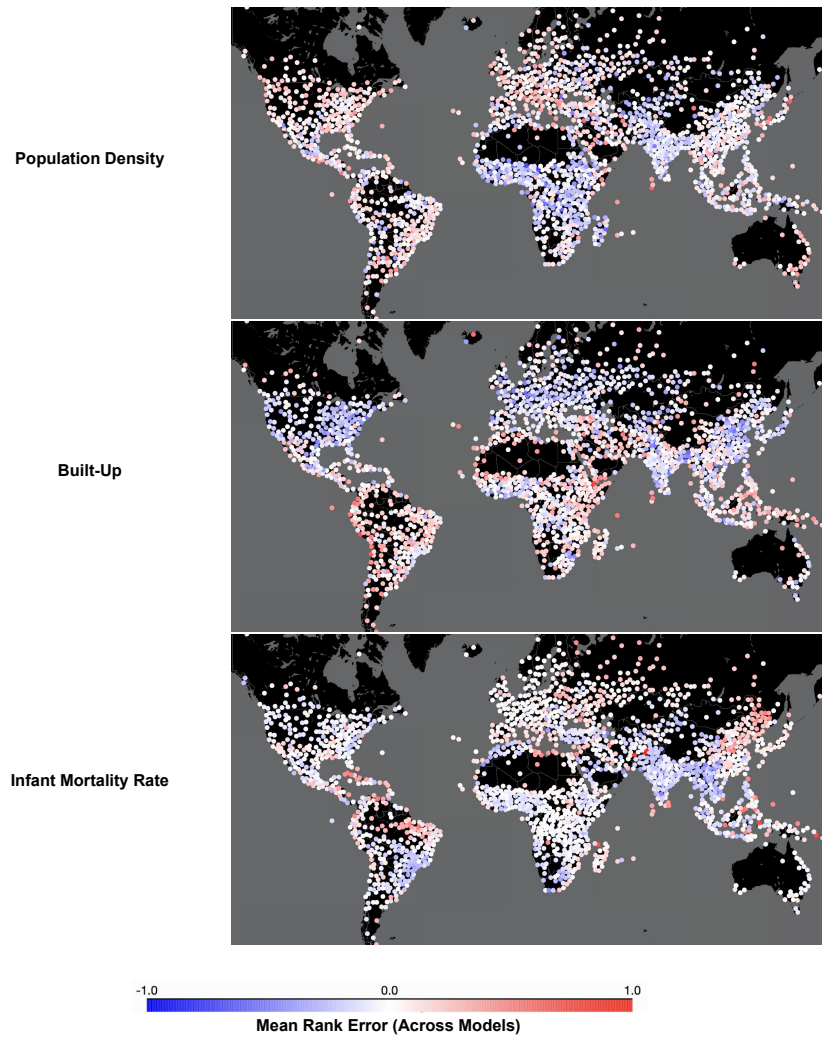 Population Density
Built-Up
Infant Mortality Rate
-1.0 0.0 1.0
Mean Rank Error (Across Models)